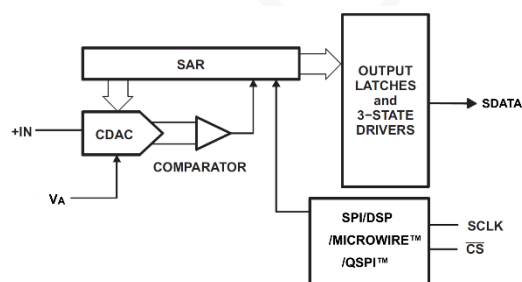 SAR
OUTPUT
LATCHES
and
3−STATE
DRIVERS
SDATA
+IN
CDAC
COMPARATOR
VA
SPI/DSP
/MICROWIRE™
/QSPI™
SCLK
CS